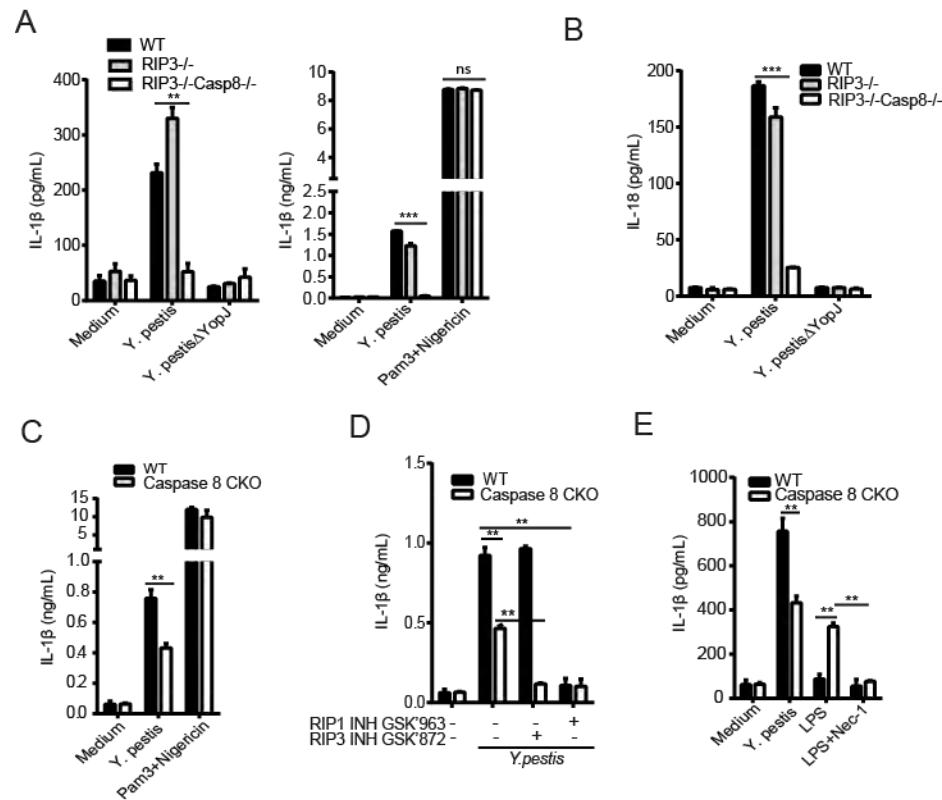 A
WT
RIP3-/-
RIP3-/-Casp8-/-
400
300
200
100
0
IL-1β (pg/mL)
**
Medium
Y. pestis
Y. pestisΔYopJ
10
8
6
4
2.5
2.0
1.5
1.0
0.5
0.0
IL-1β (ng/mL)
***
ns
Medium
Y. pestis
Pam3+Nigericin
B
WT
RIP3-/-
RIP3-/-Casp8-/-
200
150
100
50
0
IL-18 (pg/mL)
***
Medium
Y. pestis
Y. pestisΔYopJ
C
WT
Caspase 8 CKO
15
10
5
1.0
0.8
0.6
0.4
0.2
0.0
IL-1β (ng/mL)
**
Medium
Y. pestis
Pam3+Nigericin
D
WT
Caspase 8 CKO
1.5
1.0
0.5
0.0
IL-1β (ng/mL)
**
**
**
RIP1 INH GSK'963 - - - +
RIP3 INH GSK'872 - - + -
Y.pestis
E
WT
Caspase 8 CKO
1000
800
600
400
200
0
IL-1β (pg/mL)
**
**
**
Medium
Y. pestis
LPS
LPS+Nec-1